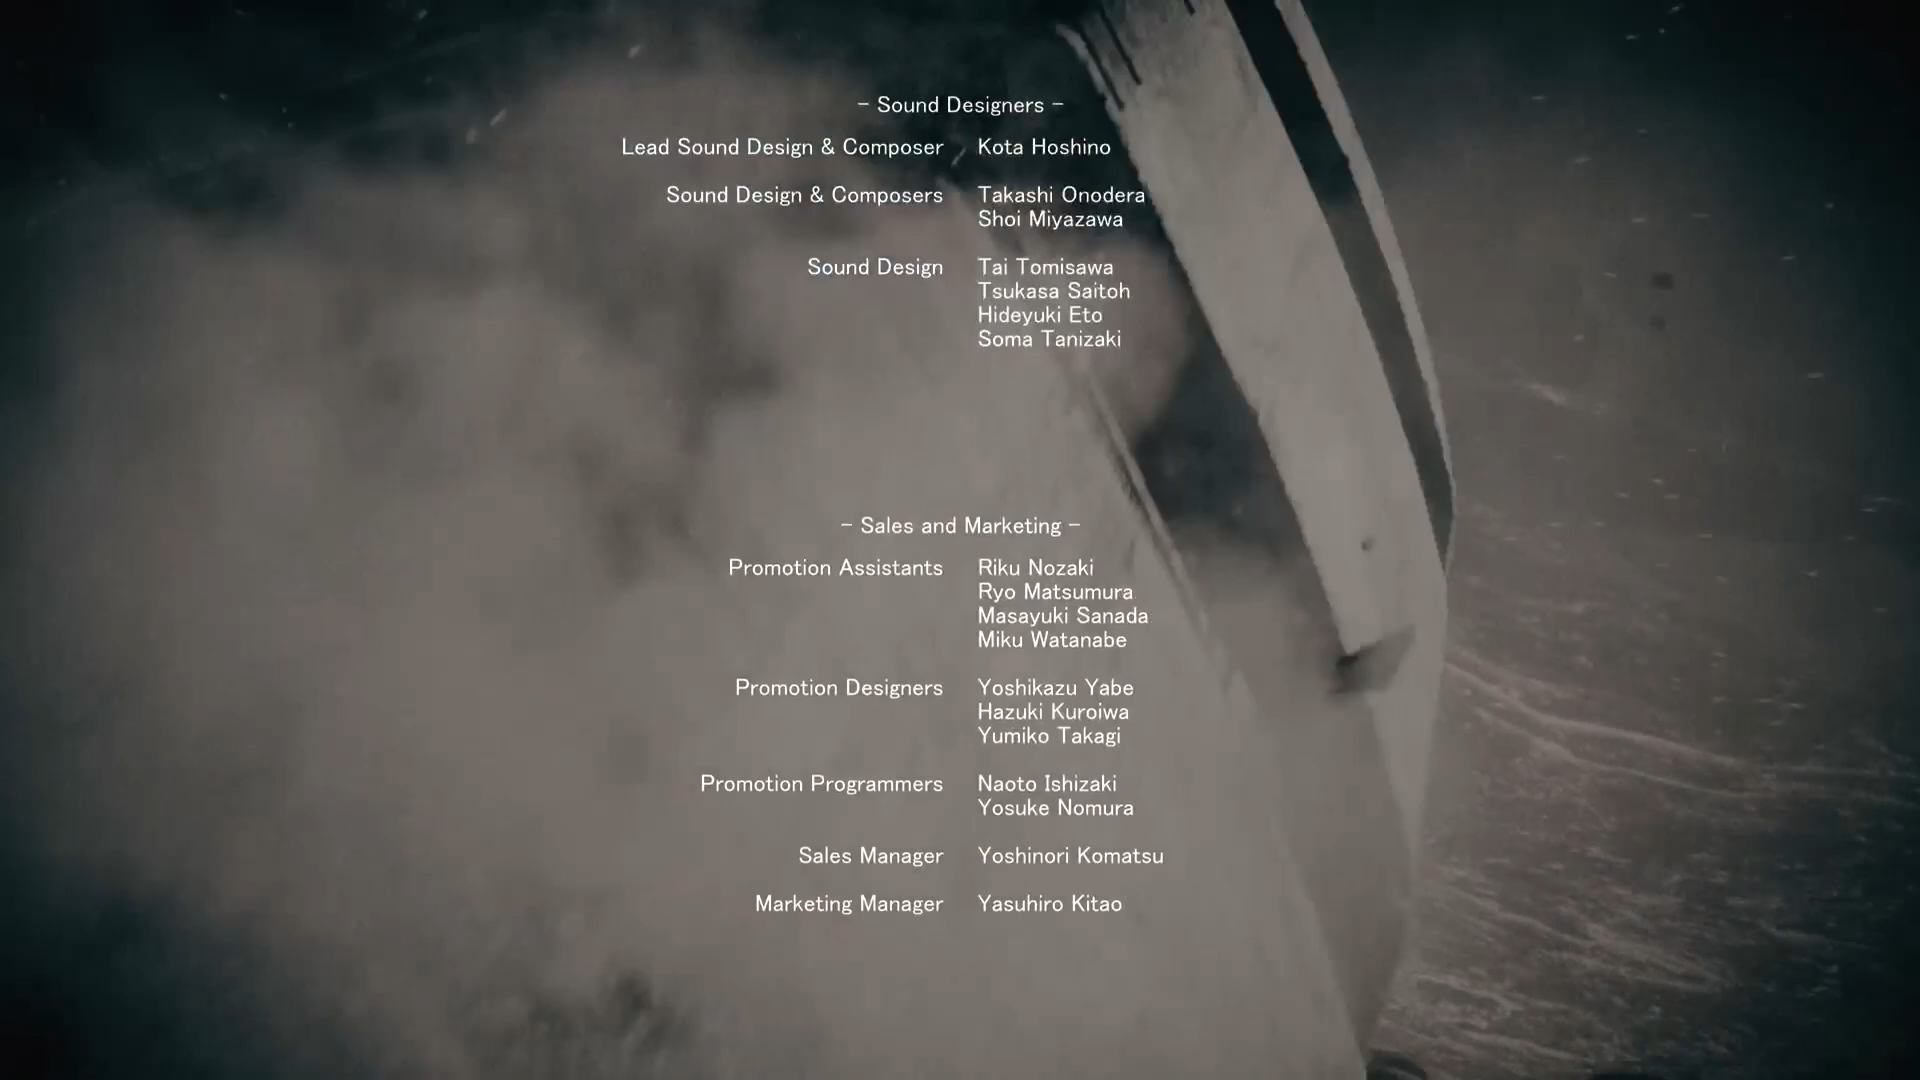 - Sound Designers -
Lead Sound Design & Composer Kota Hoshino
Sound Design & Composers Takashi Onodera
Shoi Miyazawa
Sound Design Tai Tomisawa
Tsukasa Saitoh
Hideyuki Eto
Soma Tanizaki
- Sales and Marketing -
Promotion Assistants Riku Nozaki
Ryo Matsumura
Masayuki Sanada
Miku Watanabe
Promotion Designers Yoshikazu Yabe
Hazuki Kuroiwa
Yumiko Takagi
Promotion Programmers Naoto Ishizaki
Yosuke Nomura
Sales Manager Yoshinori Komatsu
Marketing Manager Yasuhiro Kitao